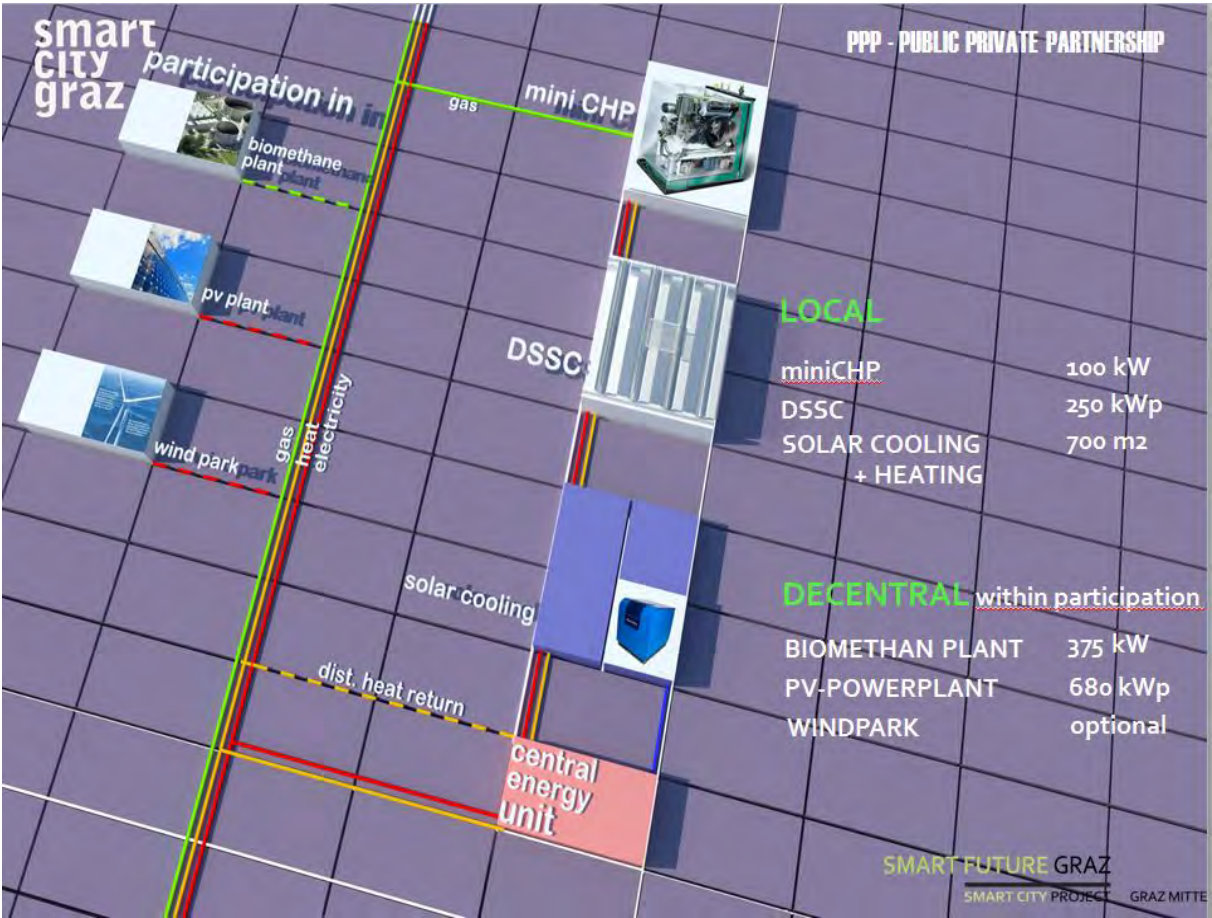 smart
city
graz
PPP - PUBLIC PRIVATE PARTNERSHIP
participation in
gas
mini CHP
biomethane
plant
pv plant
DSSC
gas
heat
electricity
wind park
solar cooling
dist. heat return
central
energy
unit
LOCAL
miniCHP 100 kW
DSSC 250 kWp
SOLAR COOLING 700 m2
+ HEATING
DECENTRAL within participation
BIOMETHAN PLANT 375 kW
PV-POWERPLANT 680 kWp
WINDPARK optional
SMART FUTURE GRAZ
SMART CITY PROJECT GRAZ MITTE